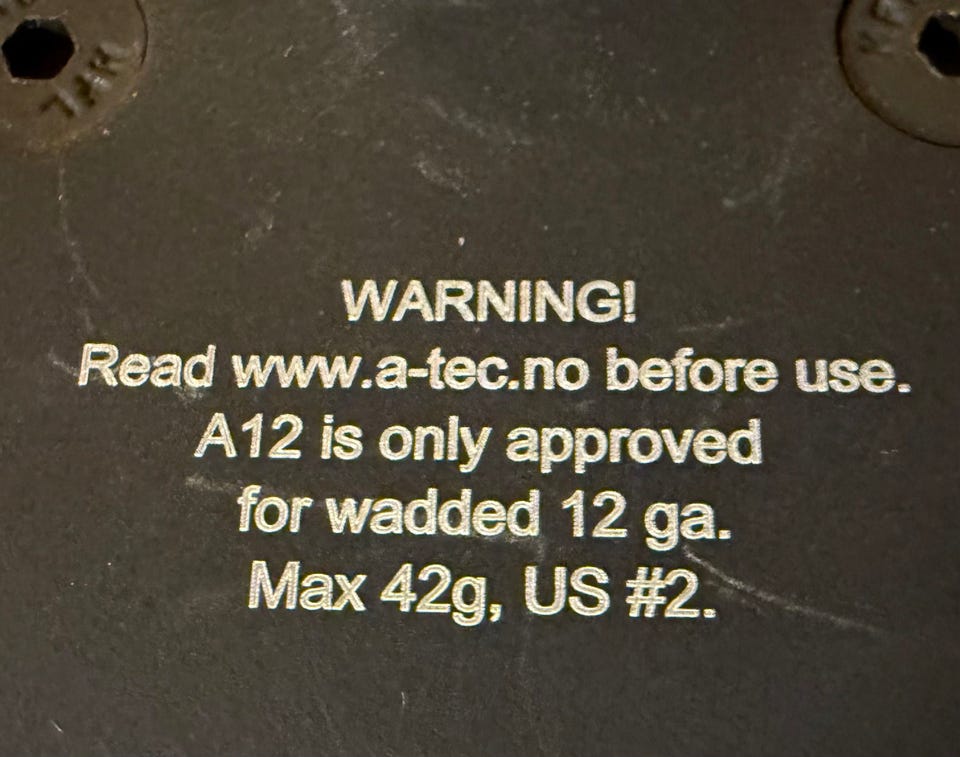 WARNING!
Read www.a-tec.no before use.
A12 is only approved
for wadded 12 ga.
Max 42g, US #2.